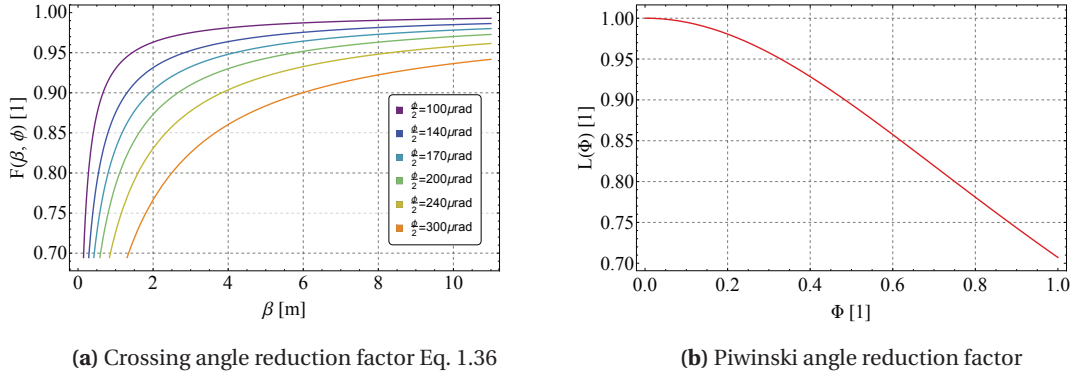 1.00
0.95
0.90
0.85
0.80
0.75
0.70
F(β, ϕ) [1]
ϕ/2=100μrad
ϕ/2=140μrad
ϕ/2=170μrad
ϕ/2=200μrad
ϕ/2=240μrad
ϕ/2=300μrad
0 2 4 6 8 10
β [m]
(a) Crossing angle reduction factor Eq. 1.36
1.00
0.95
0.90
0.85
0.80
0.75
0.70
L(Φ) [1]
0.0 0.2 0.4 0.6 0.8 1.0
Φ [1]
(b) Piwinski angle reduction factor